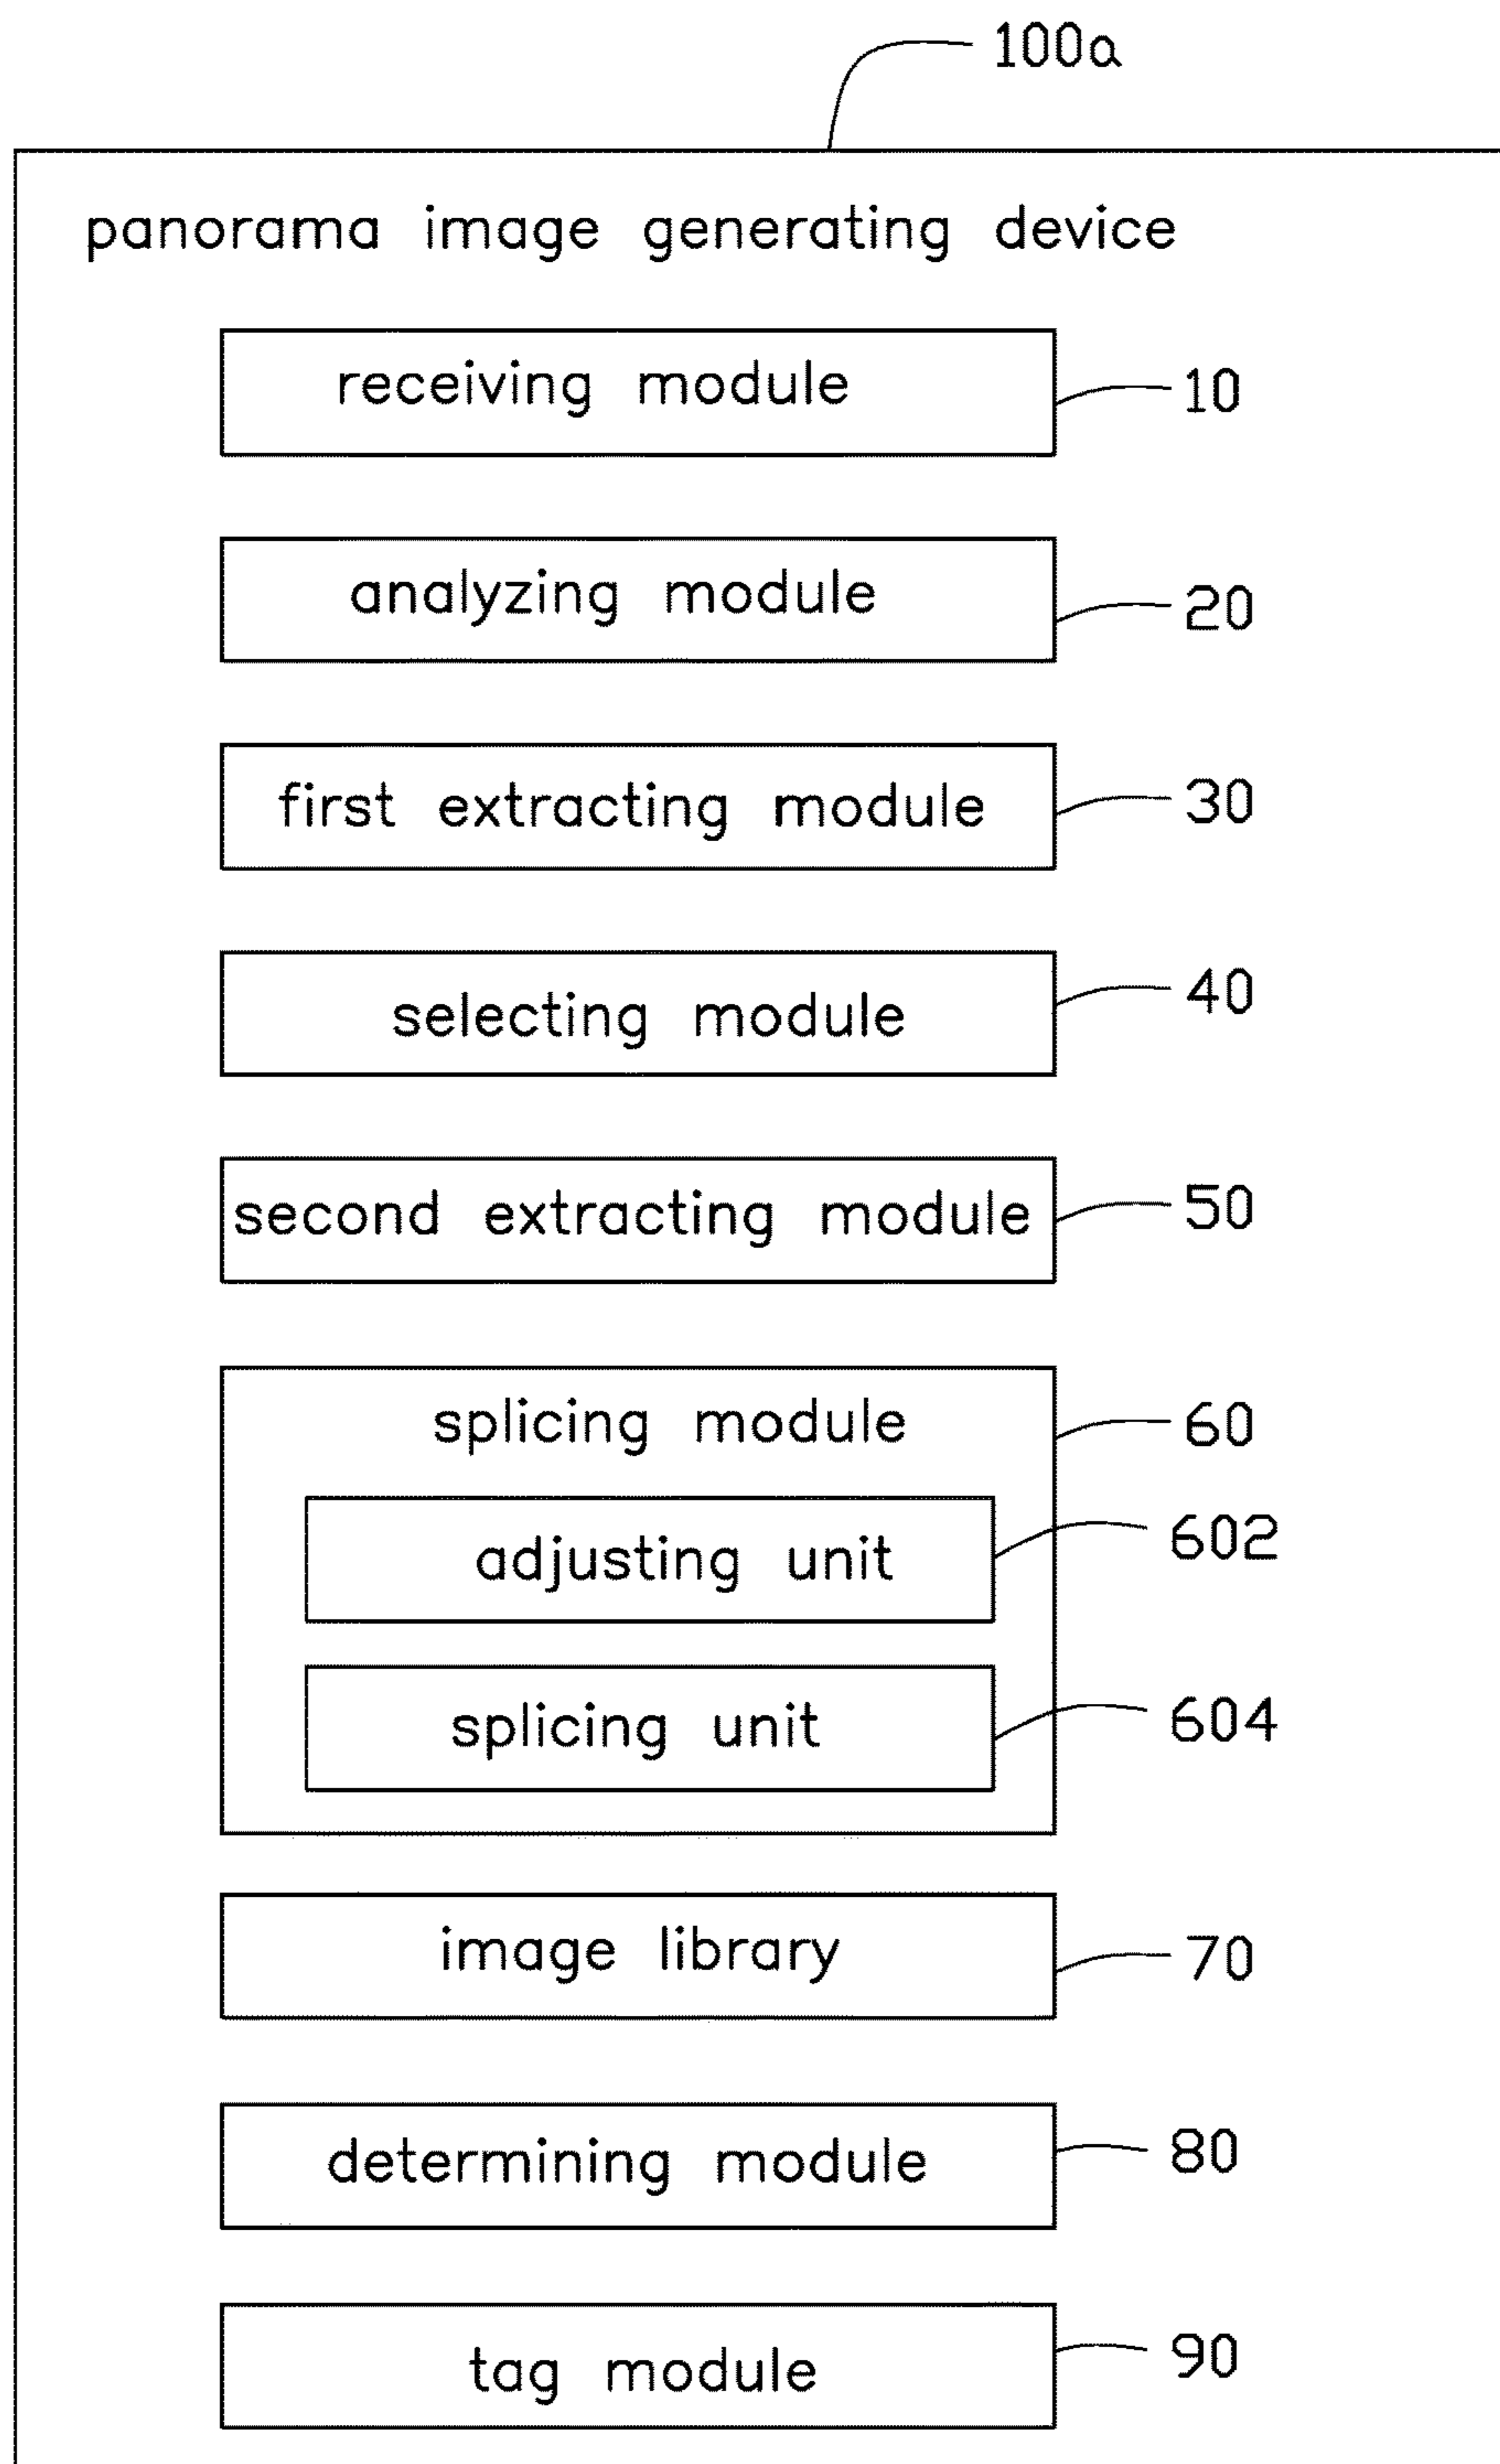 100a
panorama image generating device
receiving module 10
analyzing module 20
first extracting module 30
selecting module 40
second extracting module 50
splicing module 60
adjusting unit 602
splicing unit 604
image library 70
determining module 80
tag module 90